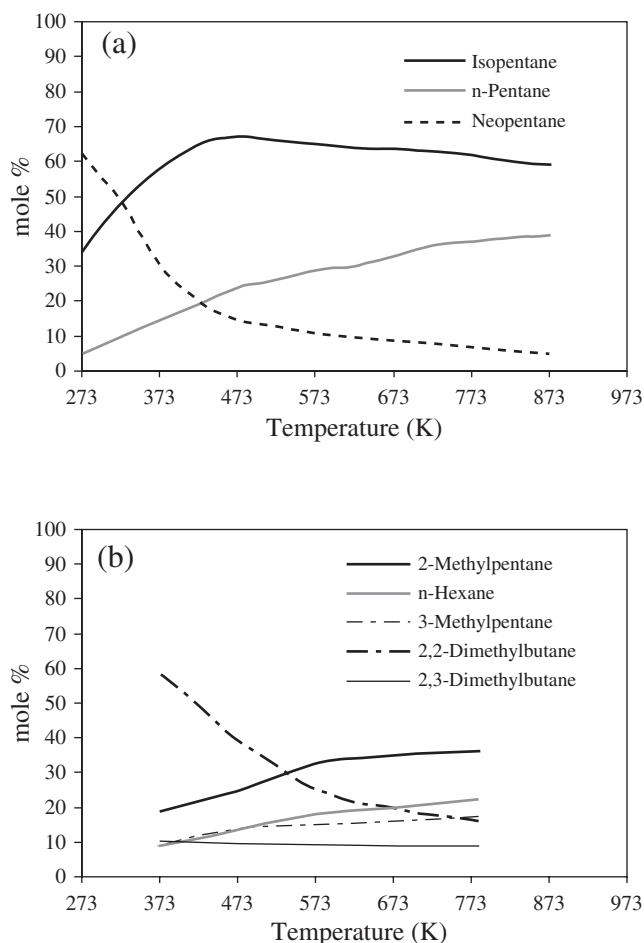 (a)
Isopentane
n-Pentane
Neopentane
mole %
100
90
80
70
60
50
40
30
20
10
0
273 373 473 573 673 773 873 973
Temperature (K)
(b)
2-Methylpentane
n-Hexane
3-Methylpentane
2,2-Dimethylbutane
2,3-Dimethylbutane
mole %
100
90
80
70
60
50
40
30
20
10
0
273 373 473 573 673 773 873 973
Temperature (K)